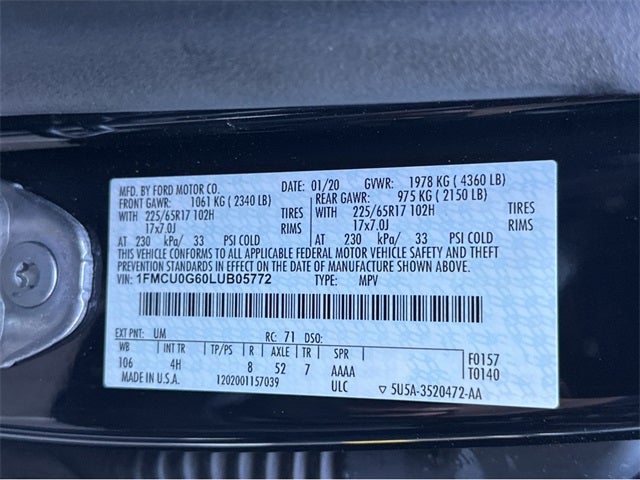 MFD. BY FORD MOTOR CO. DATE: 01/20 GVWR: 1978 KG ( 4360 LB)
FRONT GAWR: 1061 KG ( 2340 LB) REAR GAWR: 975 KG ( 2150 LB)
WITH 225/65R17 102H TIRES WITH 225/65R17 102H TIRES
17x7.0J RIMS 17x7.0J RIMS
AT 230 kPa/ 33 PSI COLD AT 230 kPa/ 33 PSI COLD
THIS VEHICLE CONFORMS TO ALL APPLICABLE FEDERAL MOTOR VEHICLE SAFETY AND THEFT
PREVENTION STANDARDS IN EFFECT ON THE DATE OF MANUFACTURE SHOWN ABOVE.
VIN: 1FMCU0G60LUB05772 TYPE: MPV
EXT PNT: UM RC: 71 DSO:
WB INT TR TP/PS R AXLE TR SPR F0157
106 4H 8 52 7 AAAA T0140
MADE IN U.S.A. 1202001157039 ULC ▽ 5U5A-3520472-AA